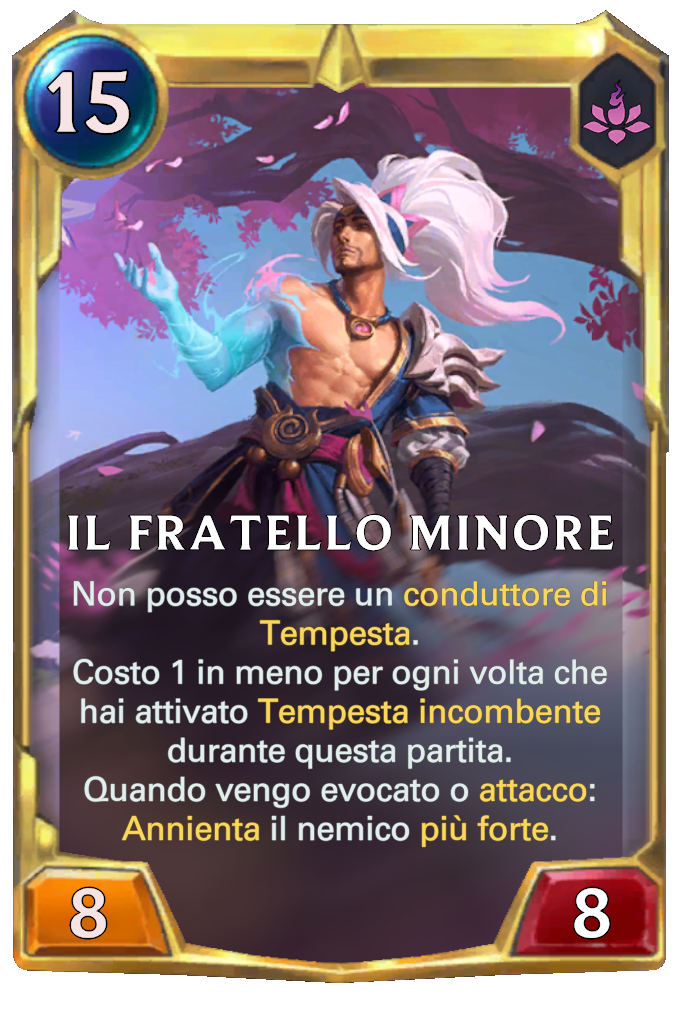 15
IL FRATELLO MINORE
Non posso essere un conduttore di
Tempesta.
Costo 1 in meno per ogni volta che
hai attivato Tempesta incombente
durante questa partita.
Quando vengo evocato o attacco:
Annienta il nemico più forte.
8
8